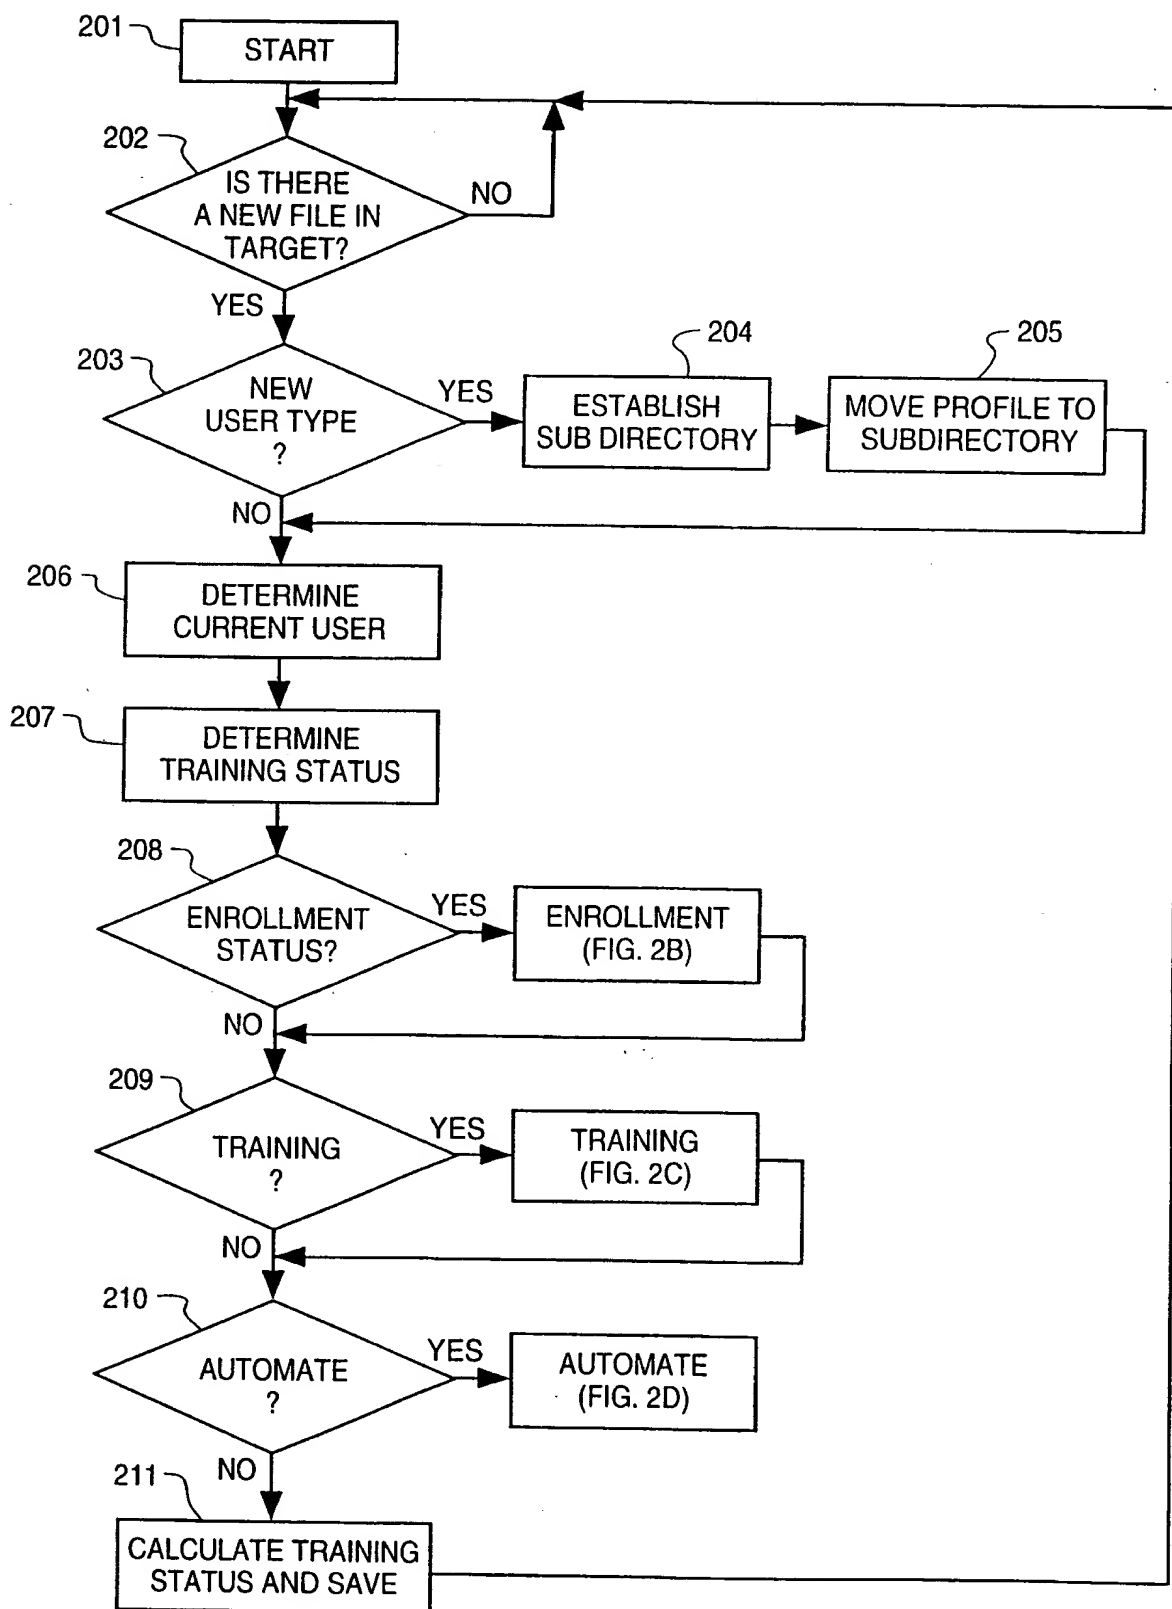 201
START
202
IS THERE
A NEW FILE IN
TARGET?
NO
YES
203
NEW
USER TYPE
?
YES
204
ESTABLISH
SUB DIRECTORY
205
MOVE PROFILE TO
SUBDIRECTORY
NO
206
DETERMINE
CURRENT USER
207
DETERMINE
TRAINING STATUS
208
ENROLLMENT
STATUS?
YES
ENROLLMENT
(FIG. 2B)
NO
209
TRAINING
?
YES
TRAINING
(FIG. 2C)
NO
210
AUTOMATE
?
YES
AUTOMATE
(FIG. 2D)
NO
211
CALCULATE TRAINING
STATUS AND SAVE